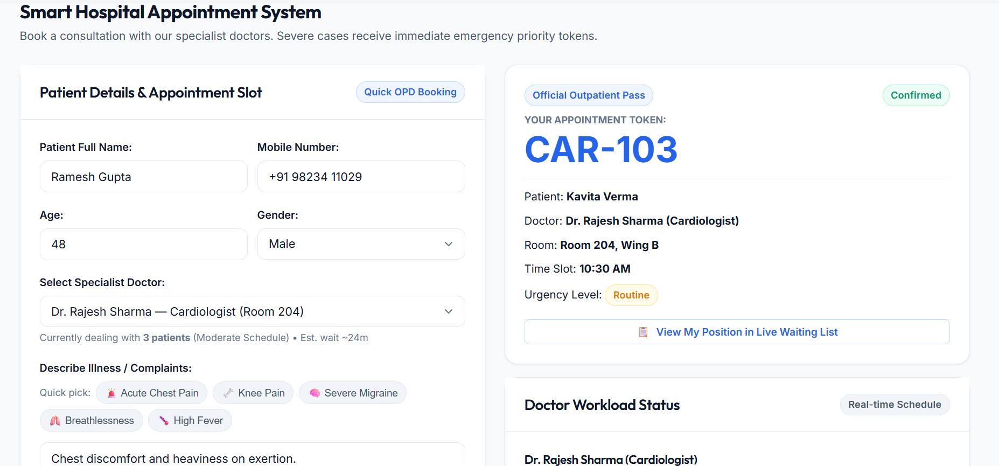 Smart Hospital Appointment System
Book a consultation with our specialist doctors. Severe cases receive immediate emergency priority tokens.
Patient Details & Appointment Slot
Quick OPD Booking
Patient Full Name:
Mobile Number:
Ramesh Gupta
+91 98234 11029
Age:
Gender:
48
Male
Select Specialist Doctor:
Dr. Rajesh Sharma — Cardiologist (Room 204)
Currently dealing with 3 patients (Moderate Schedule) • Est. wait ~24m
Describe Illness / Complaints:
Quick pick:
Acute Chest Pain
Knee Pain
Severe Migraine
Breathlessness
High Fever
Chest discomfort and heaviness on exertion.
Official Outpatient Pass
Confirmed
YOUR APPOINTMENT TOKEN:
CAR-103
Patient: Kavita Verma
Doctor: Dr. Rajesh Sharma (Cardiologist)
Room: Room 204, Wing B
Time Slot: 10:30 AM
Urgency Level: Routine
View My Position in Live Waiting List
Doctor Workload Status
Real-time Schedule
Dr. Rajesh Sharma (Cardiologist)